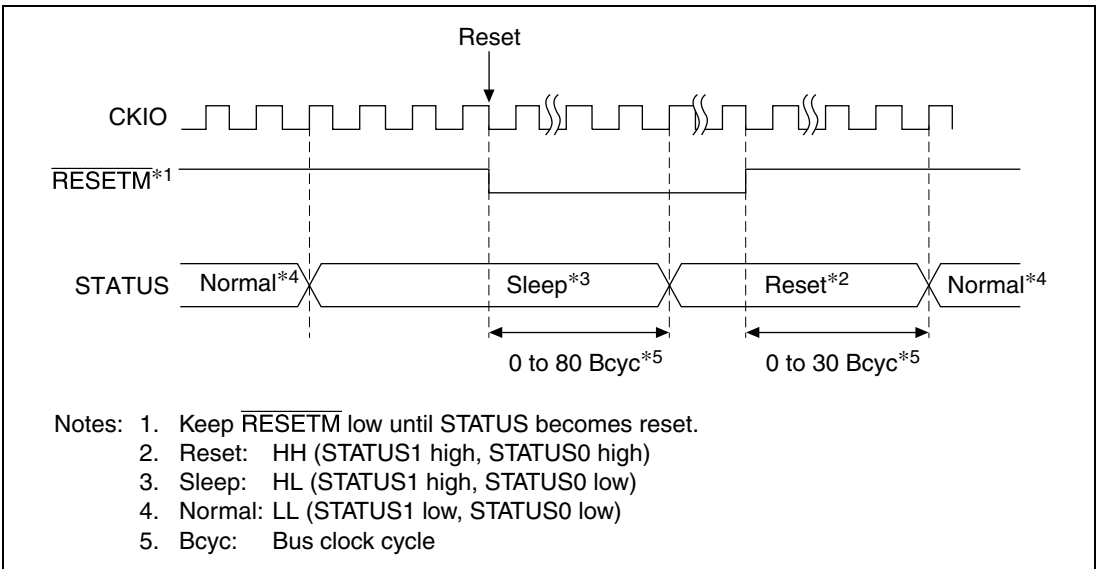 Reset
CKIO
RESETM*1
STATUS Normal*4 Sleep*3 Reset*2 Normal*4
0 to 80 Bcyc*5 0 to 30 Bcyc*5
Notes: 1. Keep RESETM low until STATUS becomes reset.
2. Reset: HH (STATUS1 high, STATUS0 high)
3. Sleep: HL (STATUS1 high, STATUS0 low)
4. Normal: LL (STATUS1 low, STATUS0 low)
5. Bcyc: Bus clock cycle